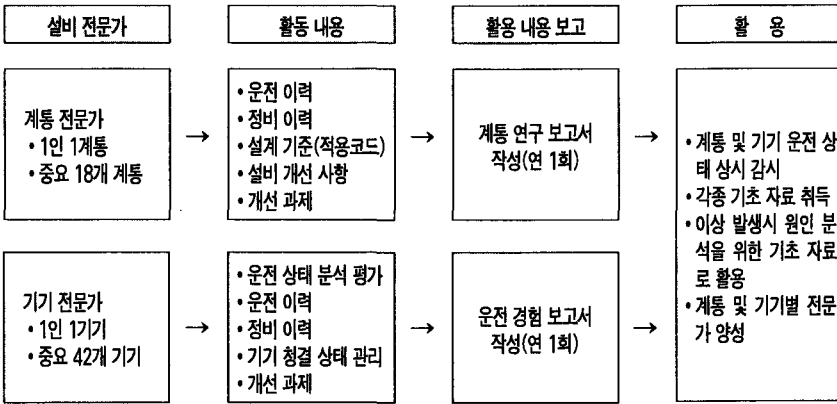 설비 전문가
활동 내용
활용 내용 보고
활 용
계통 전문가
• 1인 1계통
• 중요 18개 계통
→
• 운전 이력
• 정비 이력
• 설계 기준(적용코드)
• 설비 개선 사항
• 개선 과제
→
계통 연구 보고서
작성(연 1회)
→
기기 전문가
• 1인 1기기
• 중요 42개 기기
→
• 운전 상태 분석 평가
• 운전 이력
• 정비 이력
• 기기 청결 상태 관리
• 개선 과제
→
운전 경험 보고서
작성(연 1회)
→
• 계통 및 기기 운전 상
태 상시 감시
• 각종 기초 자료 취득
• 이상 발생시 원인 분
석을 위한 기초 자료
로 활용
• 계통 및 기기별 전문
가 양성